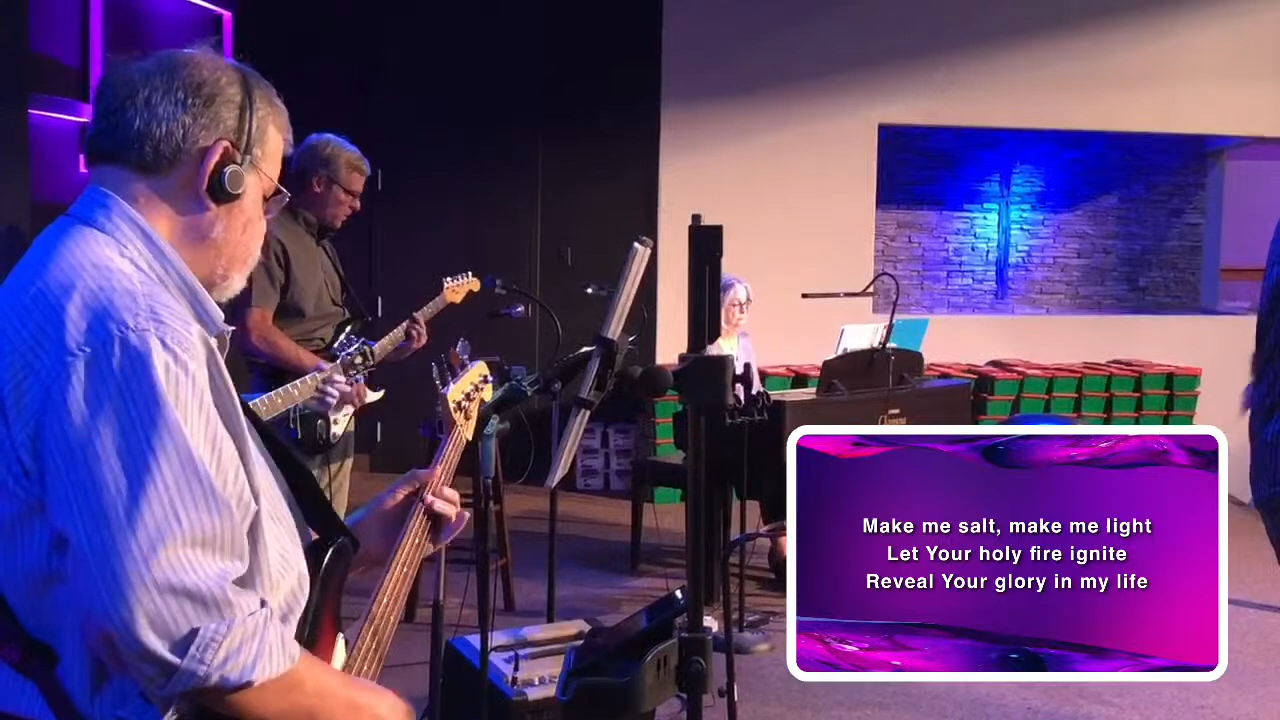 Make me salt, make me light
Let Your holy fire ignite
Reveal Your glory in my life